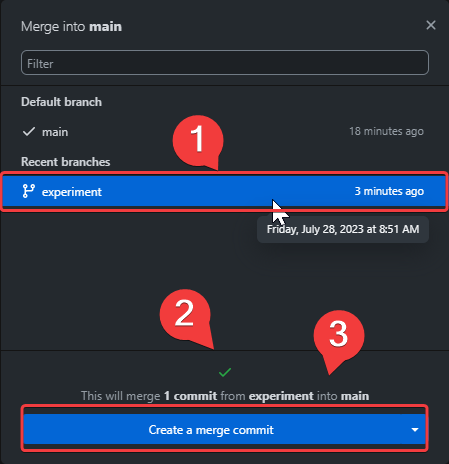 Merge into main
Filter
Default branch
main 18 minutes ago
1
Recent branches
experiment 3 minutes ago
Friday, July 28, 2023 at 8:51 AM
2
3
This will merge 1 commit from experiment into main
Create a merge commit